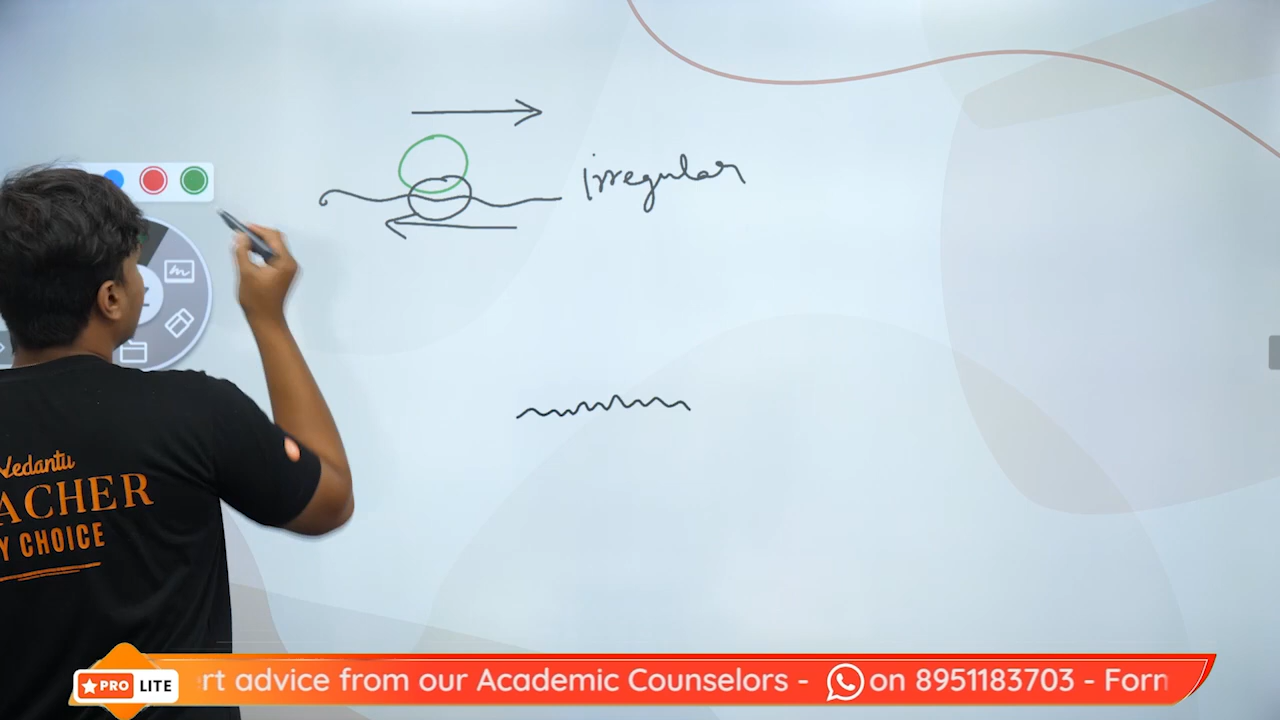 irregular
Vedantu
ACHER
Y CHOICE
PRO LITE
rt advice from our Academic Counselors - on 8951183703 - Forn